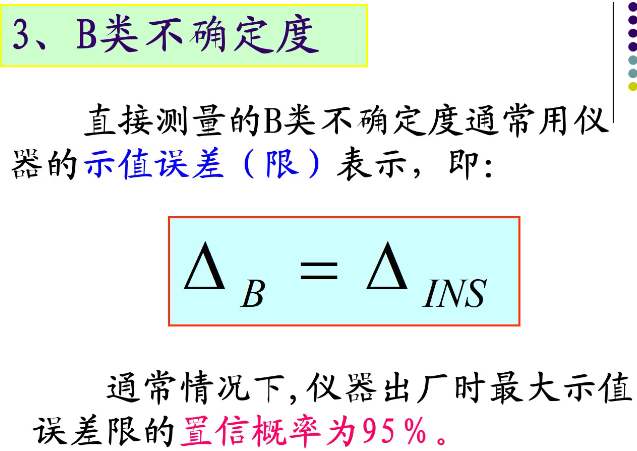 3、B类不确定度
直接测量的B类不确定度通常用仪
器的示值误差（限）表示，即:
Δ_B = Δ_INS
通常情况下,仪器出厂时最大示值
误差限的置信概率为95%。